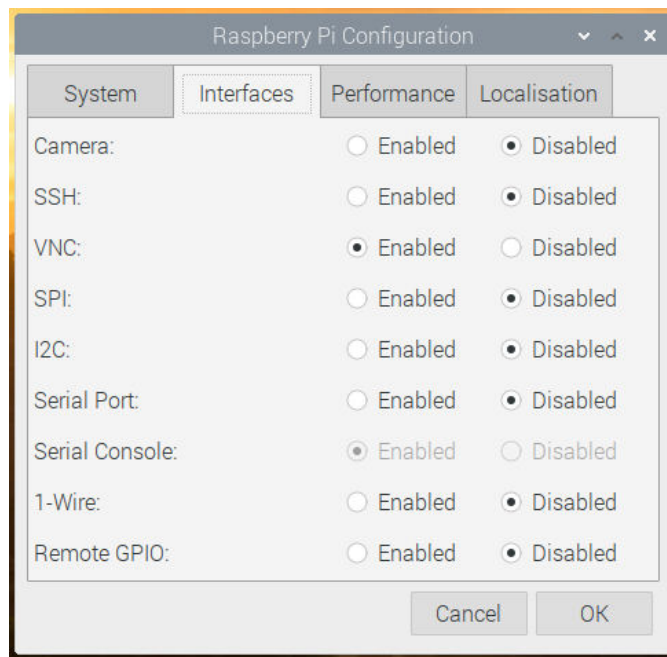 Raspberry Pi Configuration
System Interfaces Performance Localisation
Camera: Enabled Disabled
SSH: Enabled Disabled
VNC: Enabled Disabled
SPI: Enabled Disabled
I2C: Enabled Disabled
Serial Port: Enabled Disabled
Serial Console: Enabled Disabled
1-Wire: Enabled Disabled
Remote GPIO: Enabled Disabled
Cancel OK